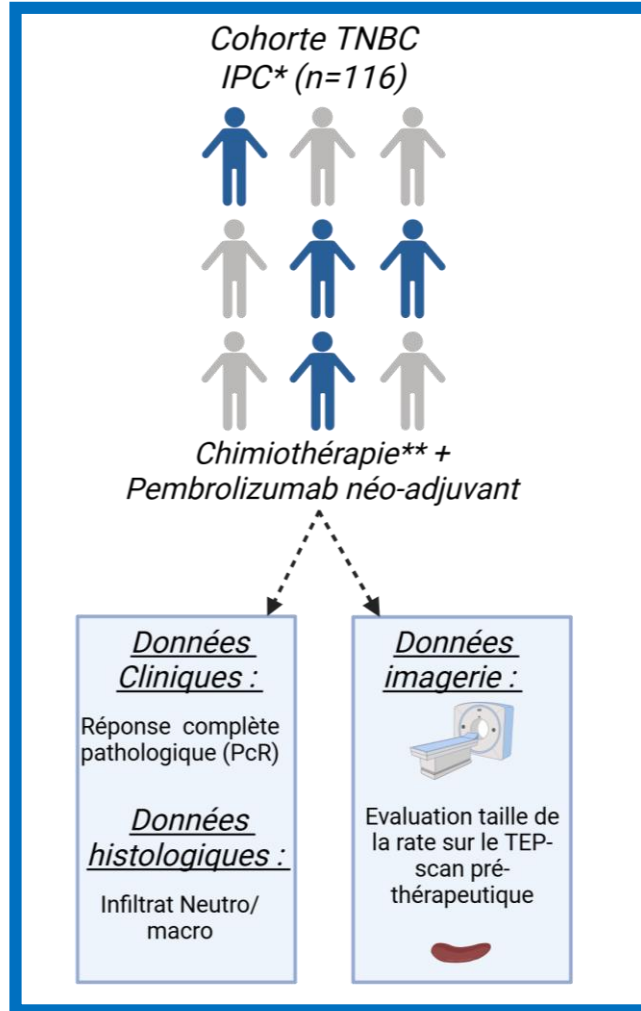 Cohorte TNBC
IPC* (n=116)
Chimiothérapie** +
Pembrolizumab néo-adjuvant
Données
Cliniques :
Réponse complète
pathologique (PcR)
Données
histologiques :
Infiltrat Neutro/
macro
Données
imagerie :
Evaluation taille de
la rate sur le TEP-
scan pré-
thérapeutique